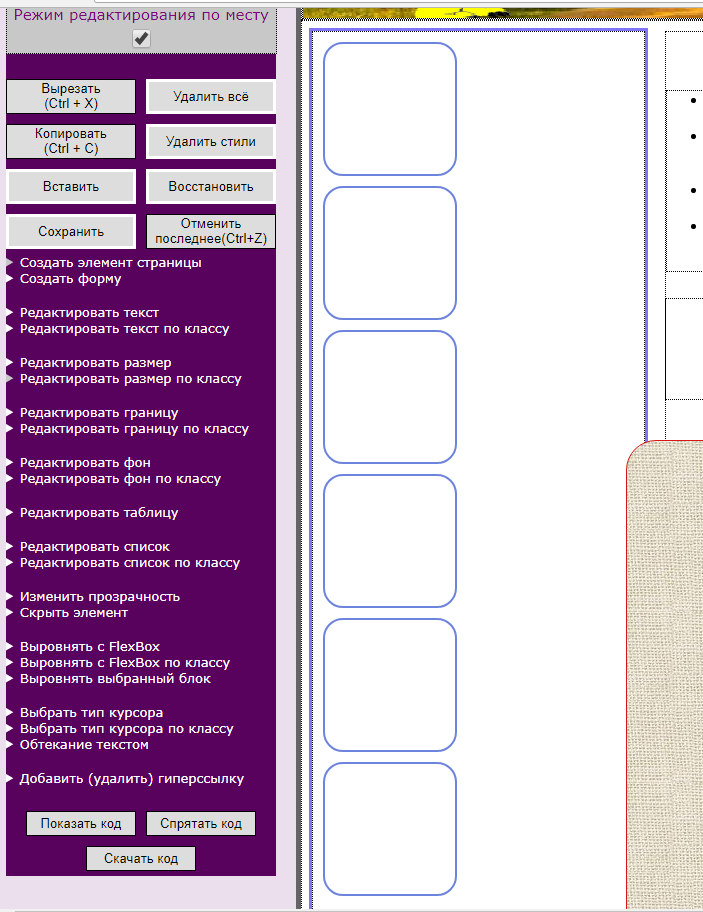 Режим редактирования по месту
Вырезать
(Ctrl + X)
Удалить всё
Копировать
(Ctrl + C)
Удалить стили
Вставить
Восстановить
Сохранить
Отменить
последнее(Ctrl+Z)
Создать элемент страницы
Создать форму
Редактировать текст
Редактировать текст по классу
Редактировать размер
Редактировать размер по классу
Редактировать границу
Редактировать границу по классу
Редактировать фон
Редактировать фон по классу
Редактировать таблицу
Редактировать список
Редактировать список по классу
Изменить прозрачность
Скрыть элемент
Выровнять с FlexBox
Выровнять с FlexBox по классу
Выровнять выбранный блок
Выбрать тип курсора
Выбрать тип курсора по классу
Обтекание текстом
Добавить (удалить) гиперссылку
Показать код
Спрятать код
Скачать код